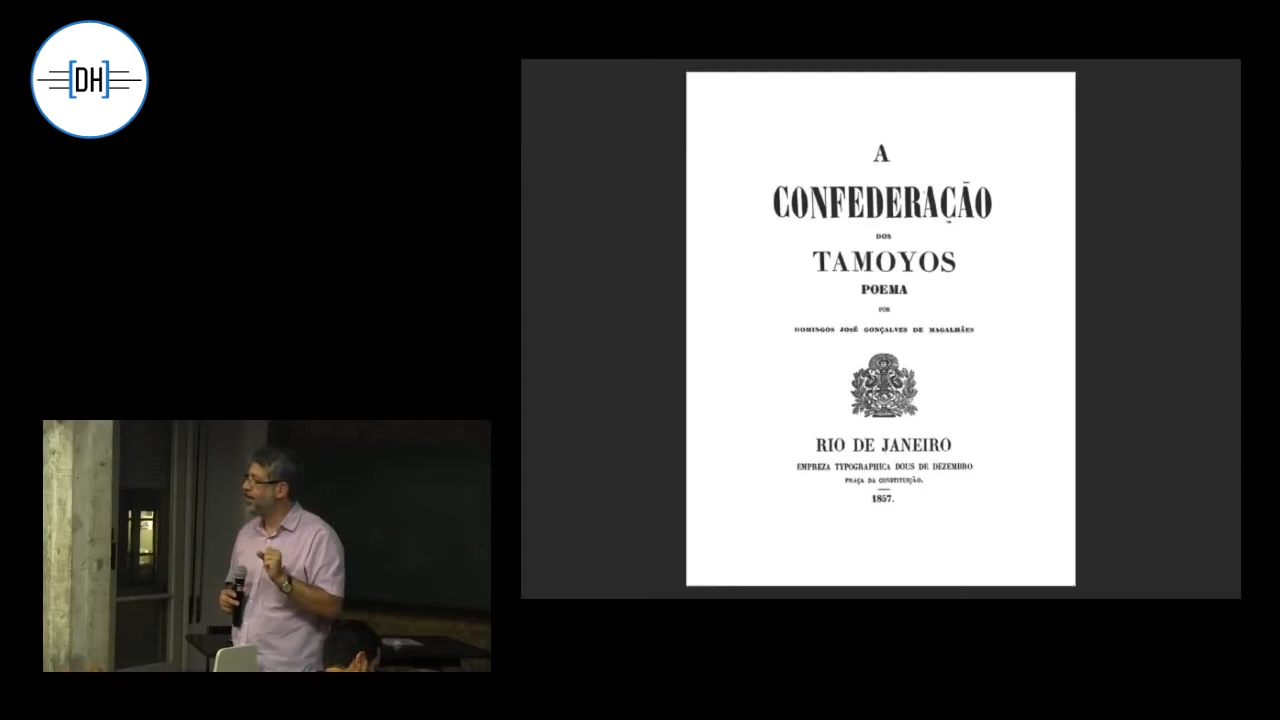 [DH]
A
CONFEDERAÇÃO
DOS
TAMOYOS
POEMA
POR
DOMINGOS JOSÉ GONÇALVES DE MAGALHÃES
RIO DE JANEIRO
EMPREZA TYPOGRAPHICA DOUS DE DEZEMBRO
PRAÇA DA CONSTITUIÇÃO.
1857.